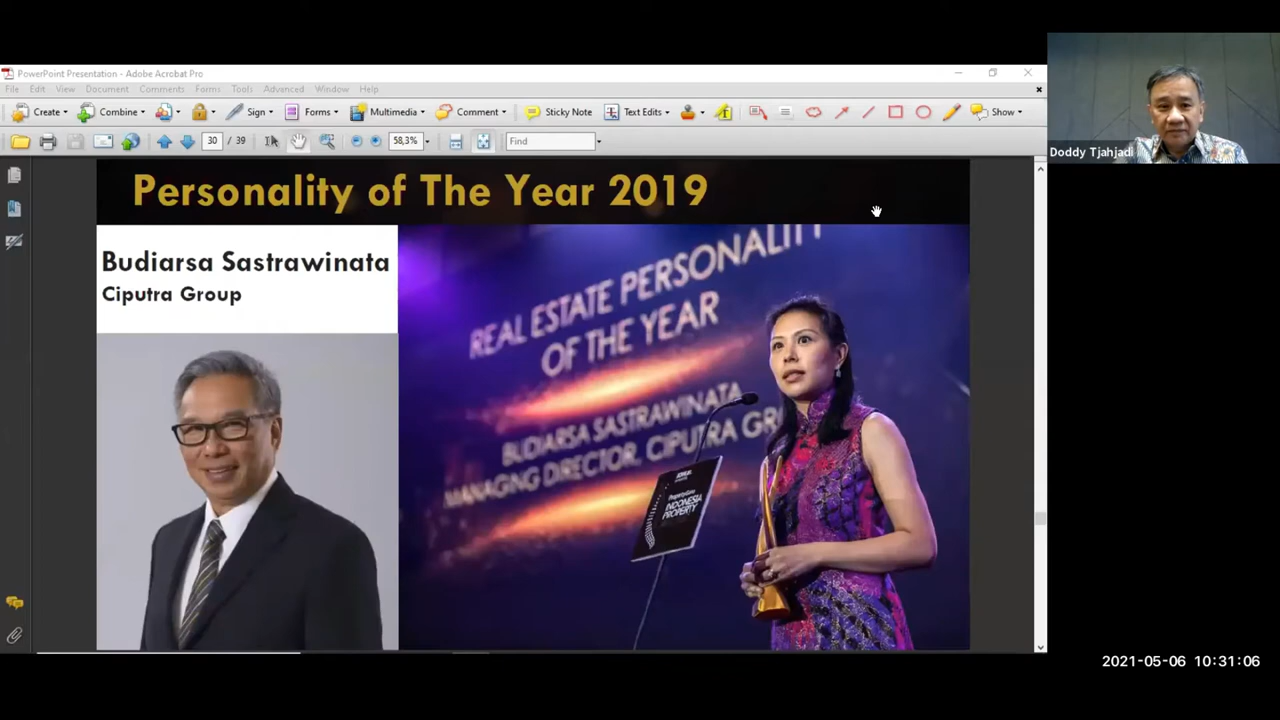 PowerPoint Presentation - Adobe Acrobat Pro
File Edit View Document Comments Forms Tools Advanced Window Help
Create Combine Sign Forms Multimedia Comment Sticky Note Text Edits Show
30 / 39 58,3% Find
Personality of The Year 2019
Budiarsa Sastrawinata
Ciputra Group
REAL ESTATE PERSONALITY
OF THE YEAR
BUDIARSA SASTRAWINATA
MANAGING DIRECTOR, CIPUTRA GRO
PropertyGuru
INDONESIA
PROPERTY
Doddy Tjahjadi
2021-05-06 10:31:06